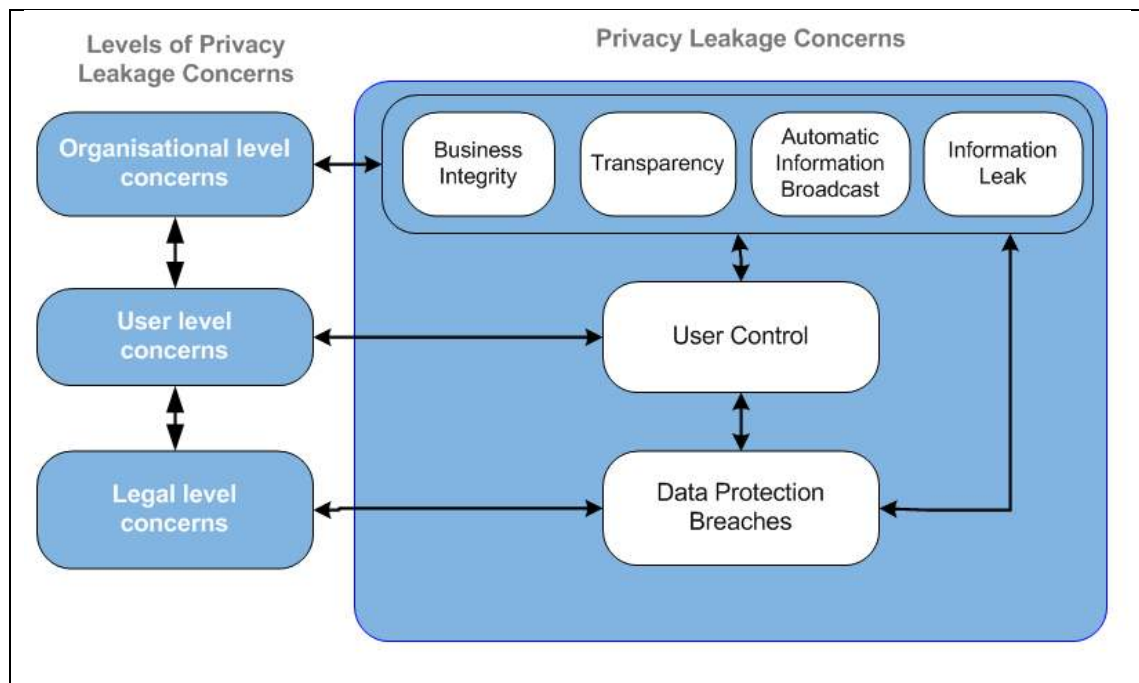 Levels of Privacy
Leakage Concerns
Privacy Leakage Concerns
Organisational level
concerns
Business
Integrity
Transparency
Automatic
Information
Broadcast
Information
Leak
User level
concerns
User Control
Legal level
concerns
Data Protection
Breaches